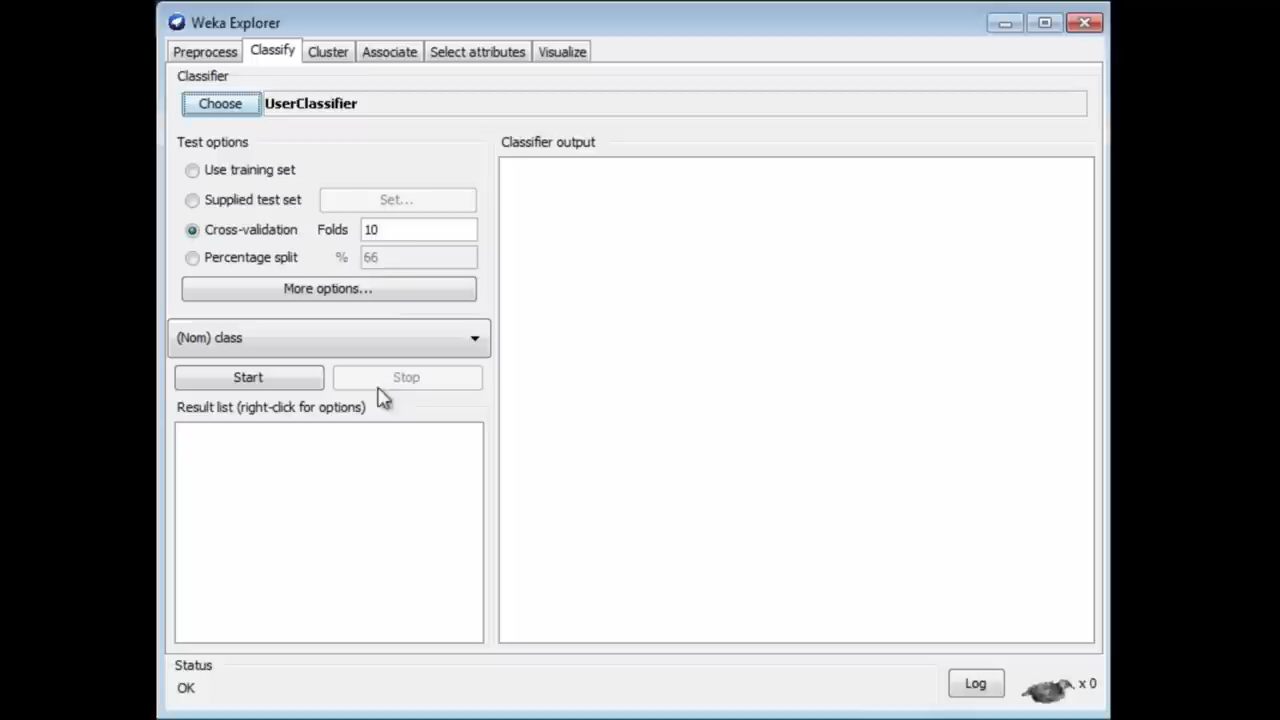 Weka Explorer
Preprocess Classify Cluster Associate Select attributes Visualize
Classifier
Choose UserClassifier
Test options
Use training set
Supplied test set Set...
Cross-validation Folds 10
Percentage split % 66
More options...
(Nom) class
Start Stop
Result list (right-click for options)
Classifier output
Status
OK
Log
x 0